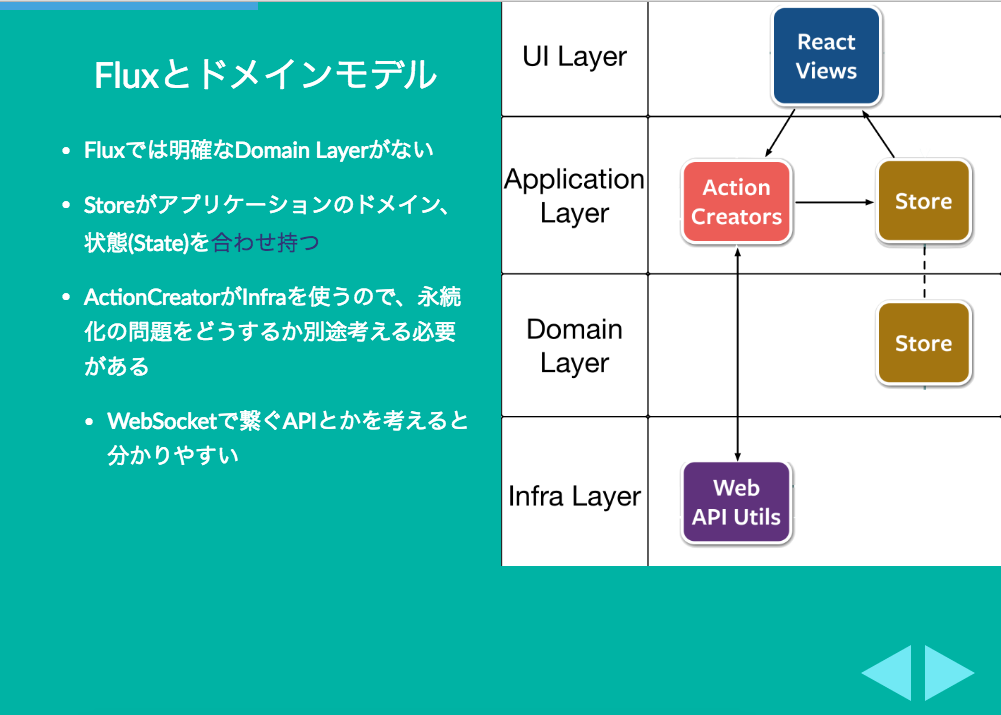 Fluxとドメインモデル
Fluxでは明確なDomain Layerがない
Storeがアプリケーションのドメイン、
状態(State)を合わせ持つ
ActionCreatorがInfraを使うので、永続
化の問題をどうするか別途考える必要
がある
WebSocketで繋ぐAPIとかを考えると
分かりやすい
UI Layer
React
Views
Application
Layer
Action
Creators
Store
Domain
Layer
Store
Infra Layer
Web
API Utils